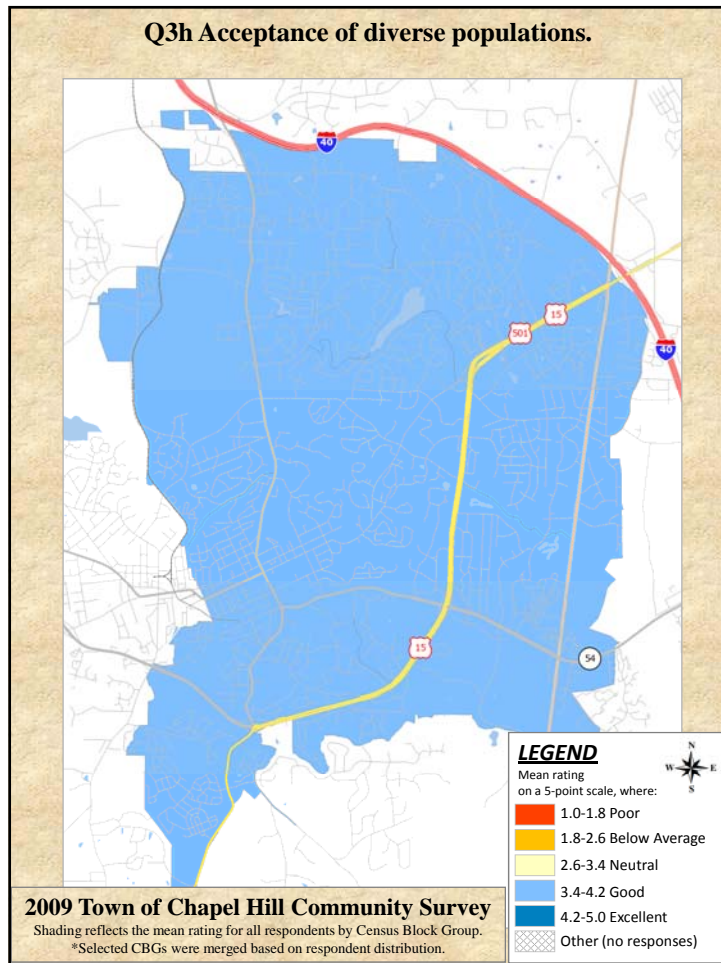 Q3h Acceptance of diverse populations.
40
15
501
40
15
54
LEGEND
Mean rating
on a 5-point scale, where:
N
W E
S
1.0-1.8 Poor
1.8-2.6 Below Average
2.6-3.4 Neutral
3.4-4.2 Good
4.2-5.0 Excellent
Other (no responses)
2009 Town of Chapel Hill Community Survey
Shading reflects the mean rating for all respondents by Census Block Group.
*Selected CBGs were merged based on respondent distribution.